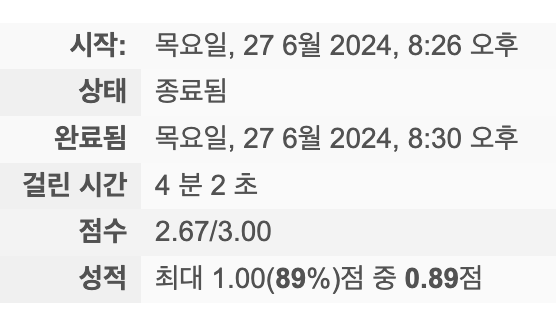 시작: 목요일, 27 6월 2024, 8:26 오후
상태 종료됨
완료됨 목요일, 27 6월 2024, 8:30 오후
걸린 시간 4 분 2 초
점수 2.67/3.00
성적 최대 1.00(89%)점 중 0.89점